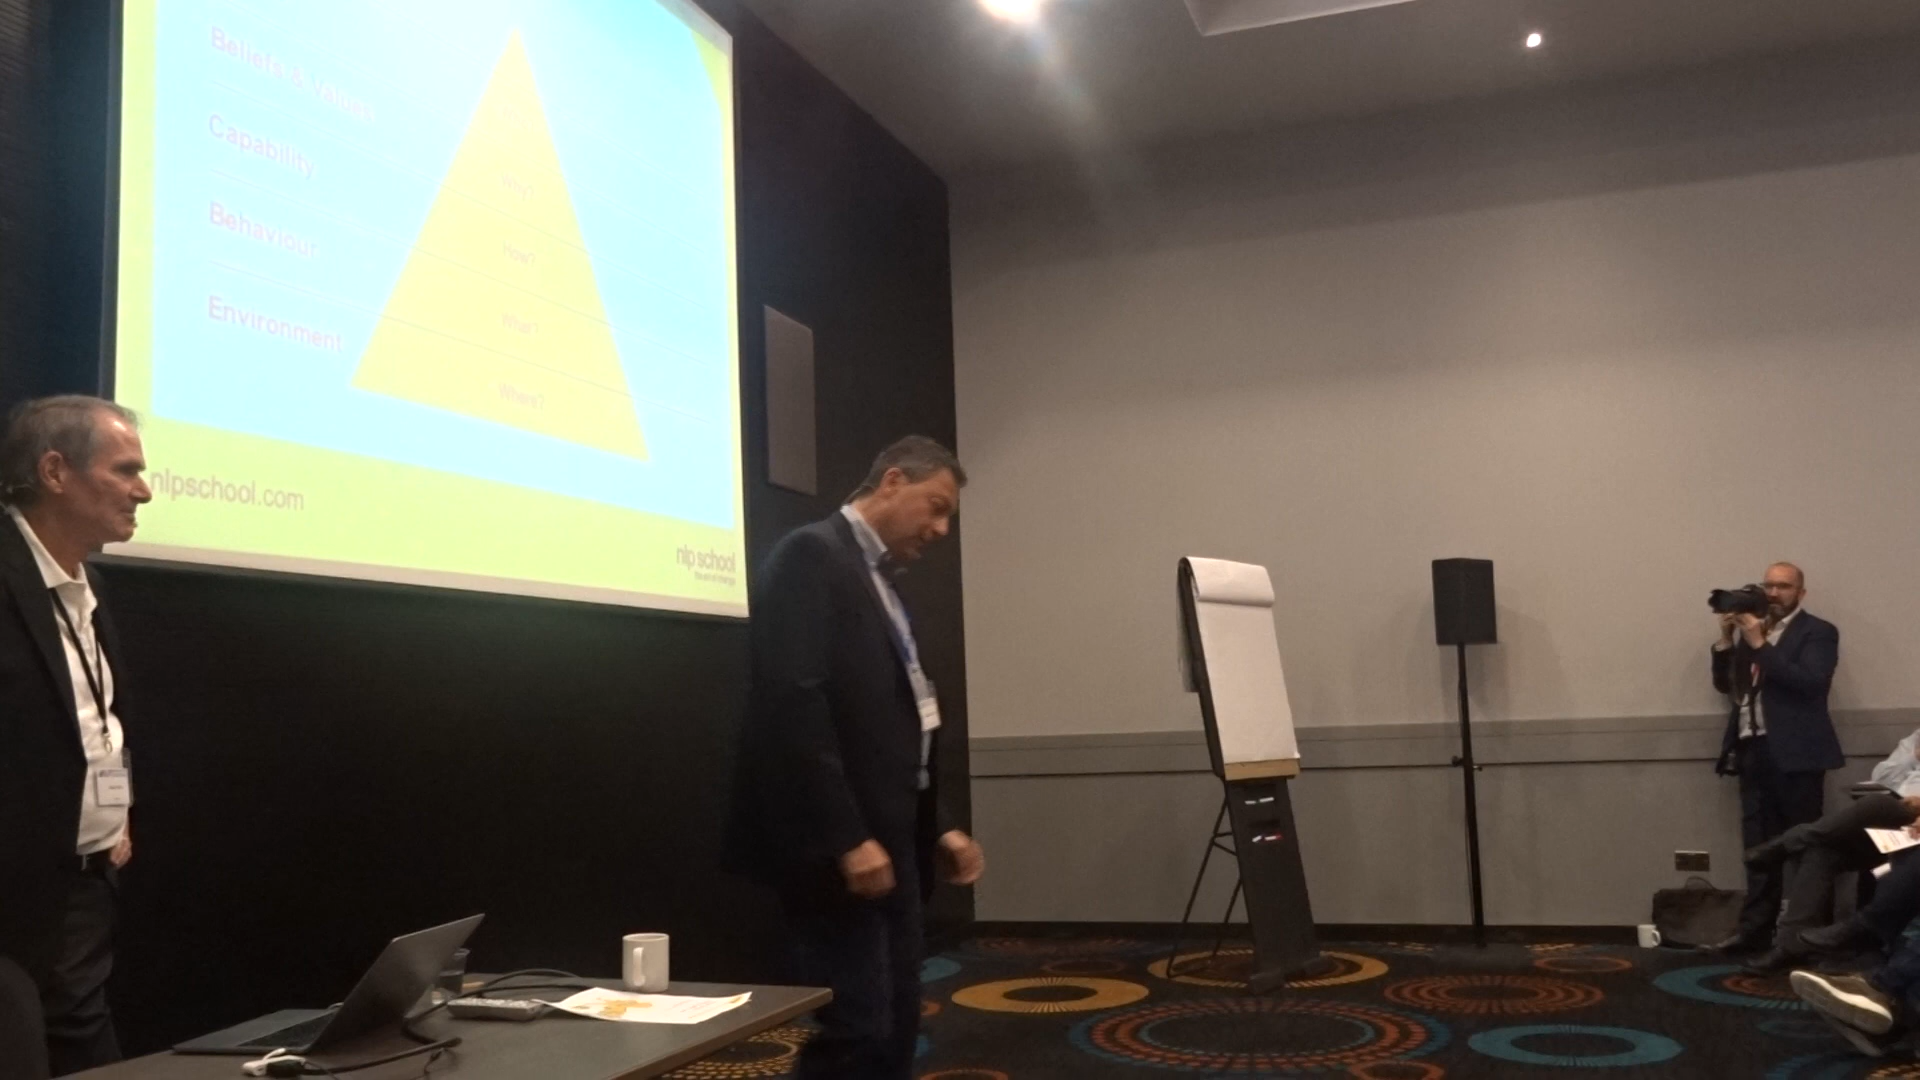 Beliefs & Values
Why?
Capability
How?
Behaviour
What?
Environment
Where?
nlpschool.com
nlp school